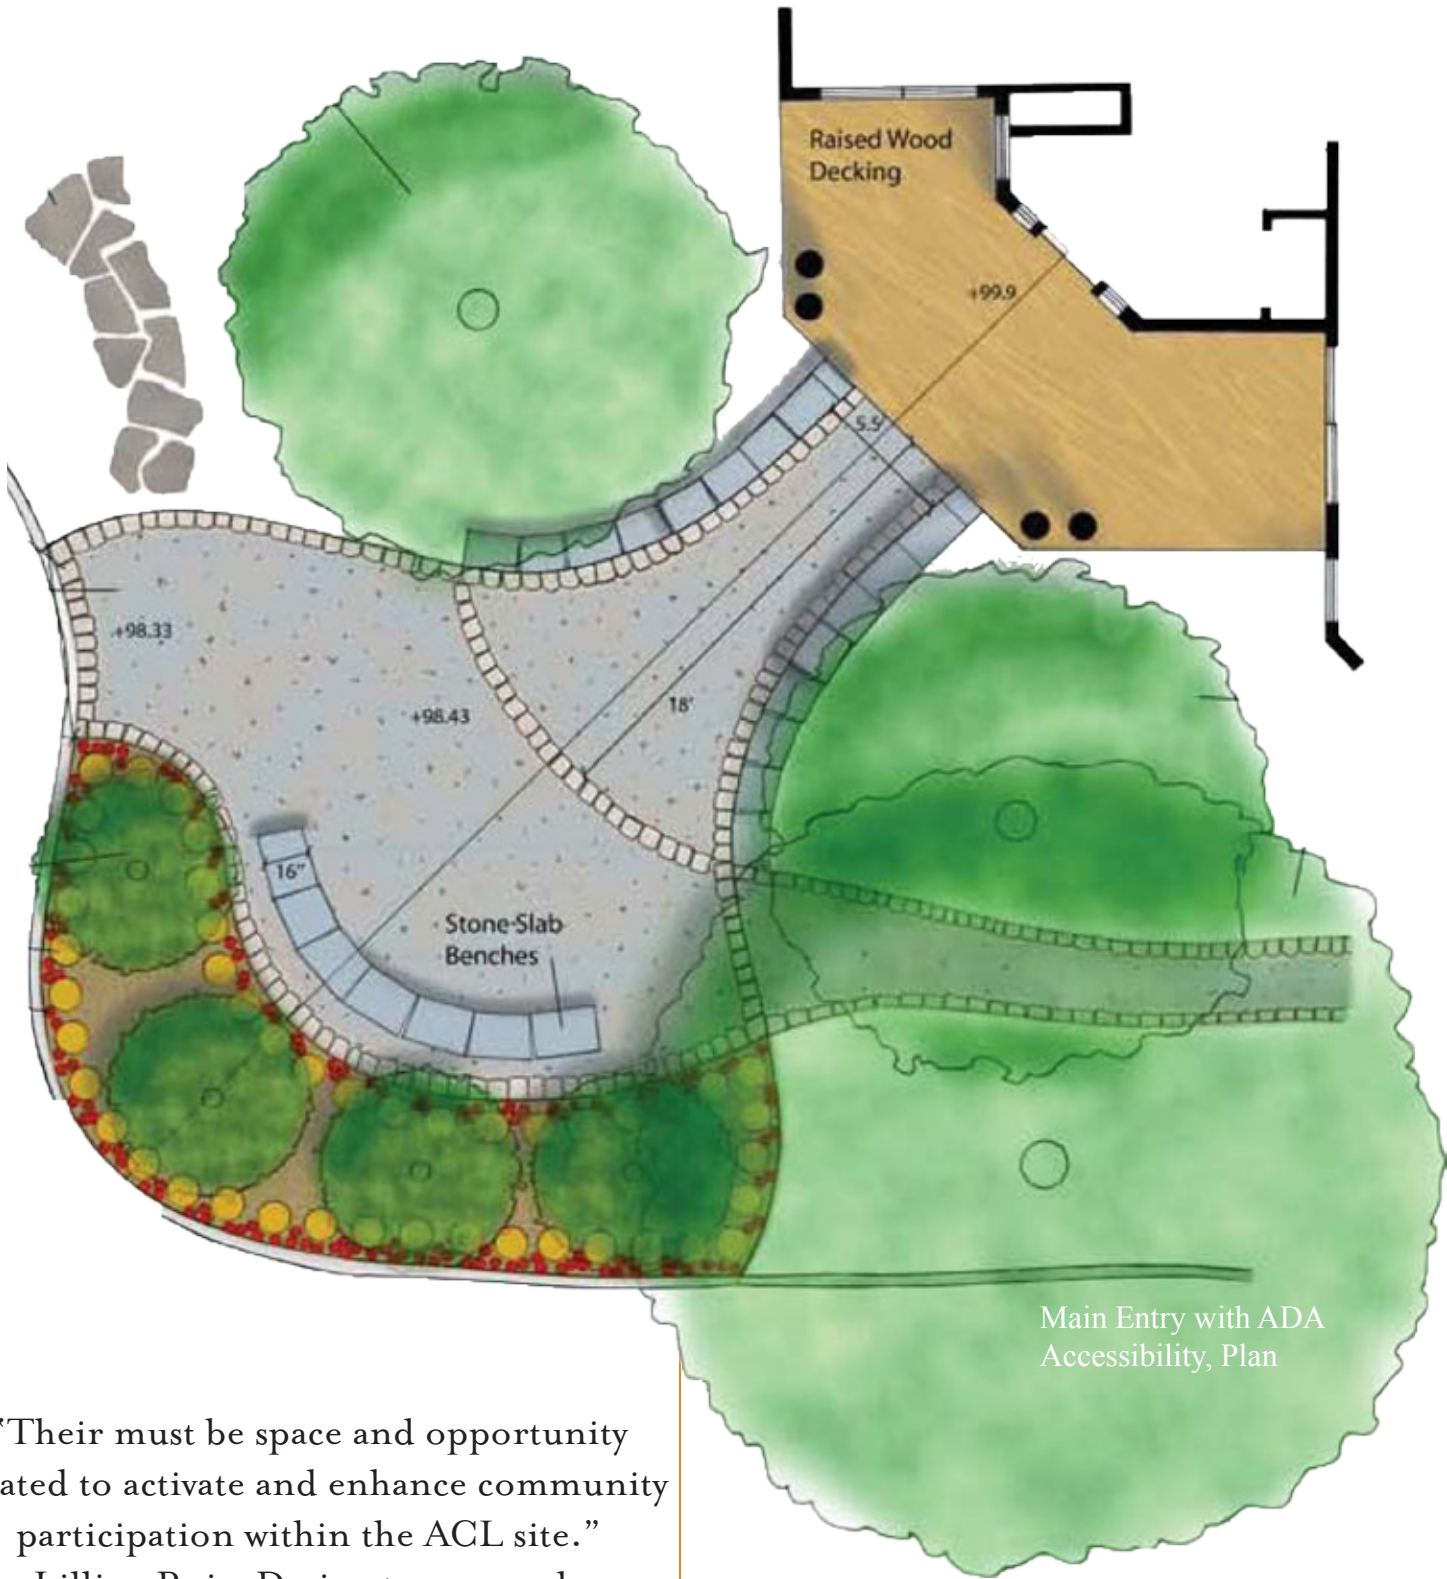 Raised Wood
Decking
+99.9
5.5'
+98.33
18'
+98.43
16"
Stone-Slab
Benches
Main Entry with ADA
Accessibility, Plan
"Their must be space and opportunity
ated to activate and enhance community
participation within the ACL site."